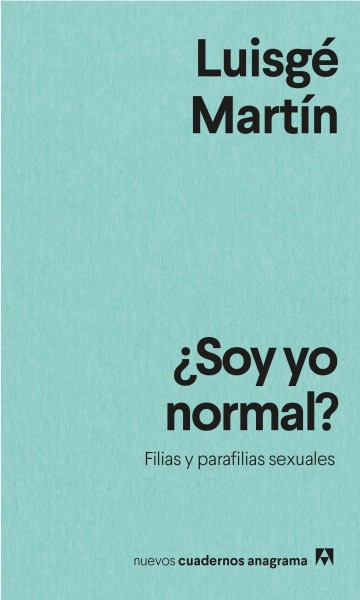 Luisgé
Martín
¿Soy yo
normal?
Filias y parafilias sexuales
nuevos cuadernos anagrama